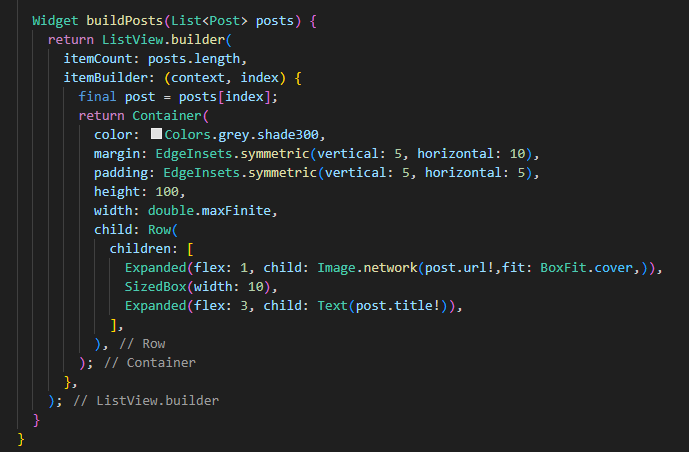 Widget buildPosts(List<Post> posts) {
return ListView.builder(
itemCount: posts.length,
itemBuilder: (context, index) {
final post = posts[index];
return Container(
color: Colors.grey.shade300,
margin: EdgeInsets.symmetric(vertical: 5, horizontal: 10),
padding: EdgeInsets.symmetric(vertical: 5, horizontal: 5),
height: 100,
width: double.maxFinite,
child: Row(
children: [
Expanded(flex: 1, child: Image.network(post.url!,fit: BoxFit.cover,)),
SizedBox(width: 10),
Expanded(flex: 3, child: Text(post.title!)),
],
), // Row
); // Container
},
); // ListView.builder
}
}